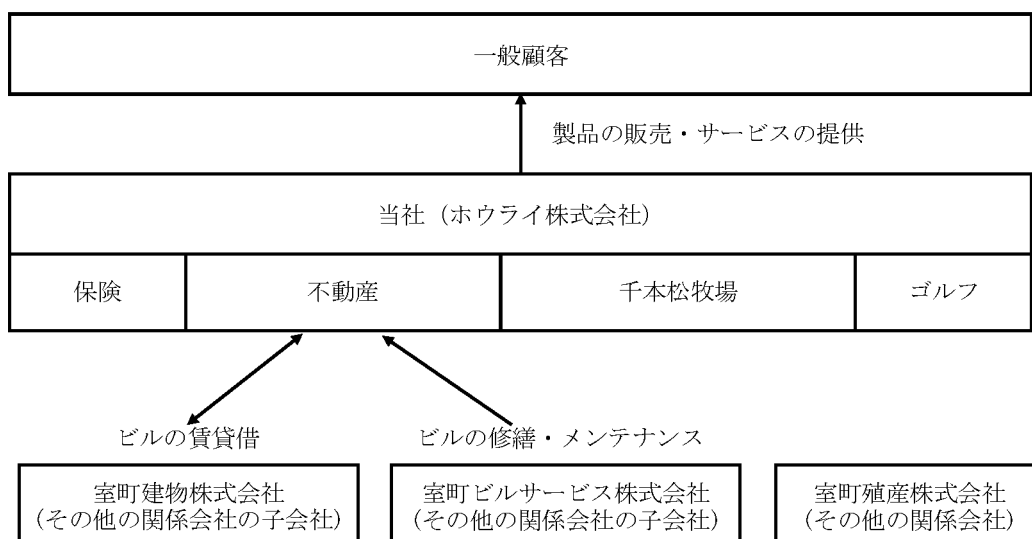 一般顧客
製品の販売・サービスの提供
当社（ホウライ株式会社）
保険
不動産
千本松牧場
ゴルフ
ビルの賃貸借
ビルの修繕・メンテナンス
室町建物株式会社
（その他の関係会社の子会社）
室町ビルサービス株式会社
（その他の関係会社の子会社）
室町殖産株式会社
（その他の関係会社）